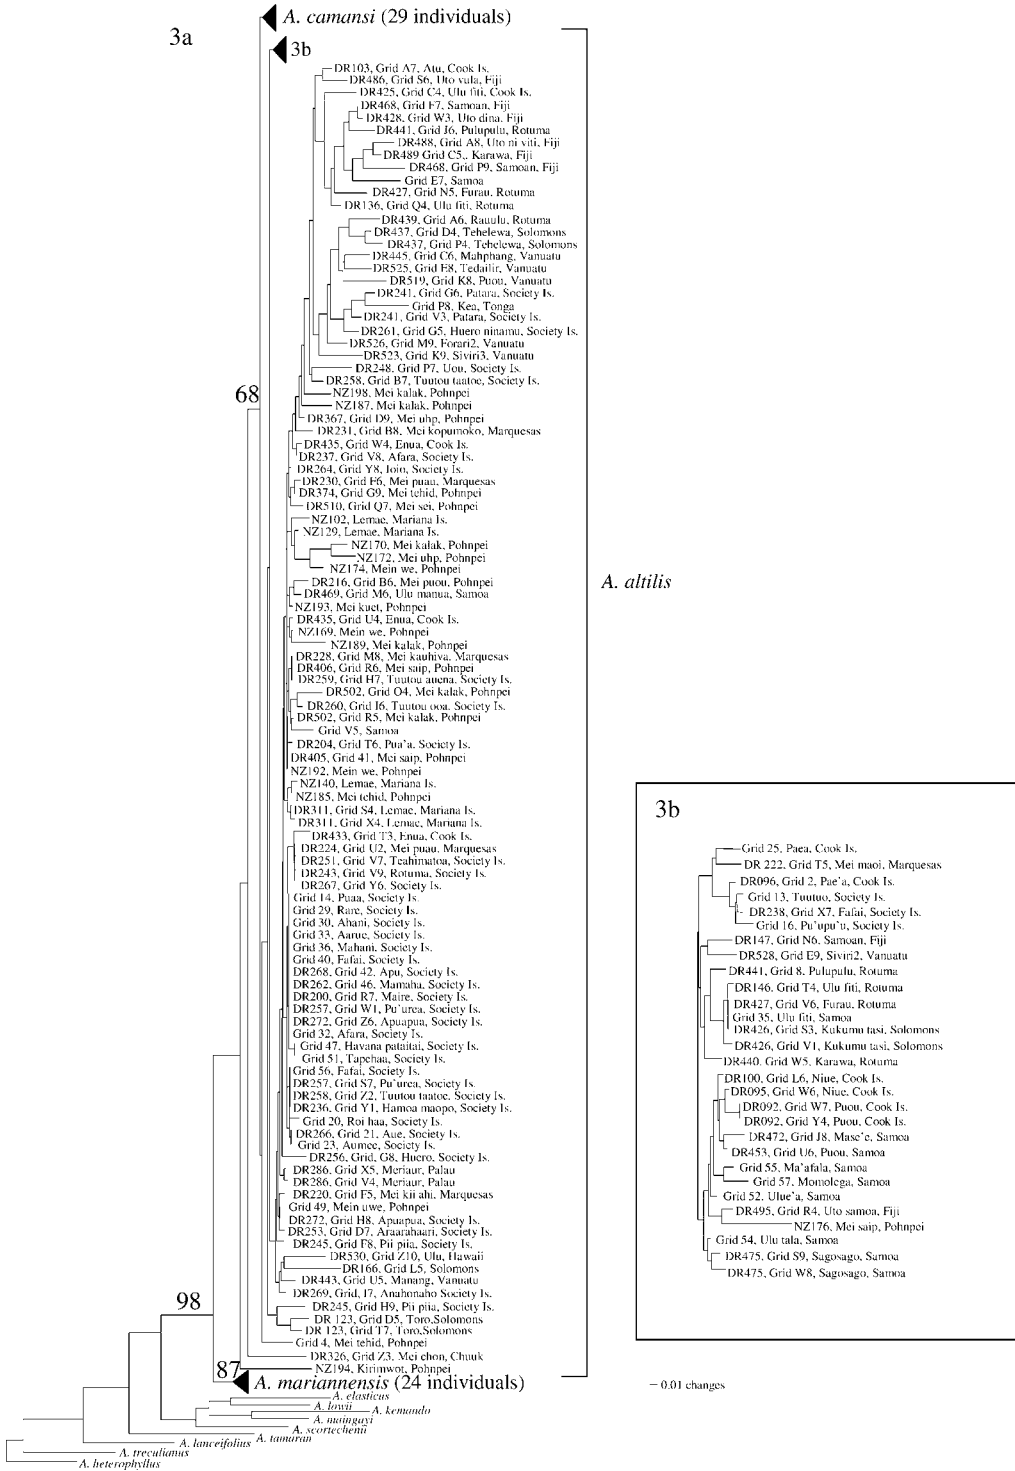 3a
A. camansi (29 individuals)
3b
DR103, Grid A7, Atu, Cook Is.
DR486, Grid S6, Uto vula, Fiji
DR425, Grid C4, Ulu fiti, Cook Is.
DR468, Grid F7, Samoan, Fiji
DR428, Grid W3, Uto dina, Fiji
DR441, Grid J6, Pulupulu, Rotuma
DR488, Grid A8, Uto ni viti, Fiji
DR489 Grid C5,, Karawa, Fiji
DR468, Grid P9, Samoan, Fiji
Grid E7, Samoa
DR427, Grid N5, Furau, Rotuma
DR136, Grid Q4, Ulu fiti, Rotuma
DR439, Grid A6, Rauulu, Rotuma
DR437, Grid D4, Tehelewa, Solomons
DR437, Grid P4, Tehelewa, Solomons
DR445, Grid C6, Mahphang, Vanuatu
DR525, Grid E8, Tedailir, Vanuatu
DR519, Grid K8, Puou, Vanuatu
DR241, Grid G6, Patara, Society Is.
Grid P8, Kea, Tonga
DR241, Grid V3, Patara, Society Is.
DR261, Grid G5, Huero ninamu, Society Is.
DR526, Grid M9, Forari2, Vanuatu
DR523, Grid K9, Siviri3, Vanuatu
DR248, Grid P7, Uou, Society Is.
DR258, Grid B7, Tuutou taatoe, Society Is.
NZ198, Mei kalak, Pohnpei
68
NZ187, Mei kalak, Pohnpei
DR367, Grid D9, Mei uhp, Pohnpei
DR231, Grid B8, Mei kopumoko, Marquesas
DR435, Grid W4, Enua, Cook Is.
DR237, Grid V8, Afara, Society Is.
DR264, Grid Y8, Ioio, Society Is.
DR230, Grid F6, Mei puau, Marquesas
DR374, Grid G9, Mei tehid, Pohnpei
DR510, Grid Q7, Mei sei, Pohnpei
NZ102, Lemae, Mariana Is.
NZ129, Lemae, Mariana Is.
NZ170, Mei kalak, Pohnpei
NZ172, Mei uhp, Pohnpei
NZ174, Mein we, Pohnpei
DR216, Grid B6, Mei puou, Pohnpei
A. altilis
DR469, Grid M6, Ulu manua, Samoa
NZ193, Mei kuet, Pohnpei
DR435, Grid U4, Enua, Cook Is.
NZ169, Mein we, Pohnpei
NZ189, Mei kalak, Pohnpei
DR228, Grid M8, Mei kauhiva, Marquesas
DR406, Grid R6, Mei saip, Pohnpei
DR259, Grid H7, Tuutou auena, Society Is.
DR502, Grid O4, Mei kalak, Pohnpei
DR260, Grid I6, Tuutou ooa, Society Is.
DR502, Grid R5, Mei kalak, Pohnpei
Grid V5, Samoa
DR204, Grid T6, Pua'a, Society Is.
DR405, Grid 41, Mei saip, Pohnpei
NZ192, Mein we, Pohnpei
NZ140, Lemae, Mariana Is.
NZ185, Mei tehid, Pohnpei
DR311, Grid S4, Lemae, Mariana Is.
DR311, Grid X4, Lemae, Mariana Is.
DR433, Grid T3, Enua, Cook Is.
DR224, Grid U2, Mei puau, Marquesas
DR251, Grid V7, Teahimatoa, Society Is.
DR243, Grid V9, Rotuma, Society Is.
DR267, Grid Y6, Society Is.
Grid 14, Puaa, Society Is.
Grid 29, Rare, Society Is.
Grid 30, Ahani, Society Is.
Grid 33, Aarue, Society Is.
Grid 36, Mahani, Society Is.
Grid 40, Fafai, Society Is.
DR268, Grid 42, Apu, Society Is.
DR262, Grid 46, Mamaha, Society Is.
DR200, Grid R7, Maire, Society Is.
DR257, Grid W1, Pu'urea, Society Is.
DR272, Grid Z6, Apuapua, Society Is.
Grid 32, Afara, Society Is.
Grid 47, Havana pataitai, Society Is.
Grid 51, Tapehaa, Society Is.
Grid 56, Fafai, Society Is.
DR257, Grid S7, Pu'urea, Society Is.
DR258, Grid Z2, Tuutou taatoe, Society Is.
DR236, Grid Y1, Hamoa maopo, Society Is.
Grid 20, Roi haa, Society Is.
DR266, Grid 21, Aue, Society Is.
Grid 23, Aumee, Society Is.
DR256, Grid, G8, Huero, Society Is.
DR286, Grid X5, Meriaur, Palau
DR286, Grid V4, Meriaur, Palau
DR220, Grid F5, Mei kii ahi, Marquesas
Grid 49, Mein uwe, Pohnpei
DR272, Grid H8, Apuapua, Society Is.
DR253, Grid D7, Araarahaari, Society Is.
DR245, Grid F8, Pii piia, Society Is.
DR530, Grid Z10, Ulu, Hawaii
DR166, Grid L5, Solomons
DR443, Grid U5, Manang, Vanuatu
DR269, Grid, I7, Anahonaho Society Is.
98
DR245, Grid H9, Pii piia, Society Is.
DR 123, Grid D5, Toro,Solomons
DR 123, Grid T7, Toro,Solomons
Grid 4, Mei tehid, Pohnpei
DR326, Grid Z3, Mei chon, Chuuk
87
NZ194, Kirimwot, Pohnpei
A. mariannensis (24 individuals)
A. elasticus
A. lowii
A. kemando
A. maingayi
A. scortechenii
A. tamaran
A. lanceifolius
A. treculianus
A. heterophyllus
3b
Grid 25, Paea, Cook Is.
DR 222, Grid T5, Mei maoi, Marquesas
DR096, Grid 2, Pae'a, Cook Is.
Grid 13, Tuutuo, Society Is.
DR238, Grid X7, Fafai, Society Is.
Grid 16, Pu'upu'u, Society Is.
DR147, Grid N6, Samoan, Fiji
DR528, Grid E9, Siviri2, Vanuatu
DR441, Grid 8, Pulupulu, Rotuma
DR146, Grid T4, Ulu fiti, Rotuma
DR427, Grid V6, Furau, Rotuma
Grid 35, Ulu fiti, Samoa
DR426, Grid S3, Kukumu tasi, Solomons
DR426, Grid V1, Kukumu tasi, Solomons
DR440, Grid W5, Karawa, Rotuma
DR100, Grid L6, Niue, Cook Is.
DR095, Grid W6, Niue, Cook Is.
DR092, Grid W7, Puou, Cook Is.
DR092, Grid Y4, Puou, Cook Is.
DR472, Grid J8, Mase'e, Samoa
DR453, Grid U6, Puou, Samoa
Grid 55, Ma'afala, Samoa
Grid 57, Momolega, Samoa
Grid 52, Ulue'a, Samoa
DR495, Grid R4, Uto samoa, Fiji
NZ176, Mei saip, Pohnpei
Grid 54, Ulu tala, Samoa
DR475, Grid S9, Sagosago, Samoa
DR475, Grid W8, Sagosago, Samoa
0.01 changes